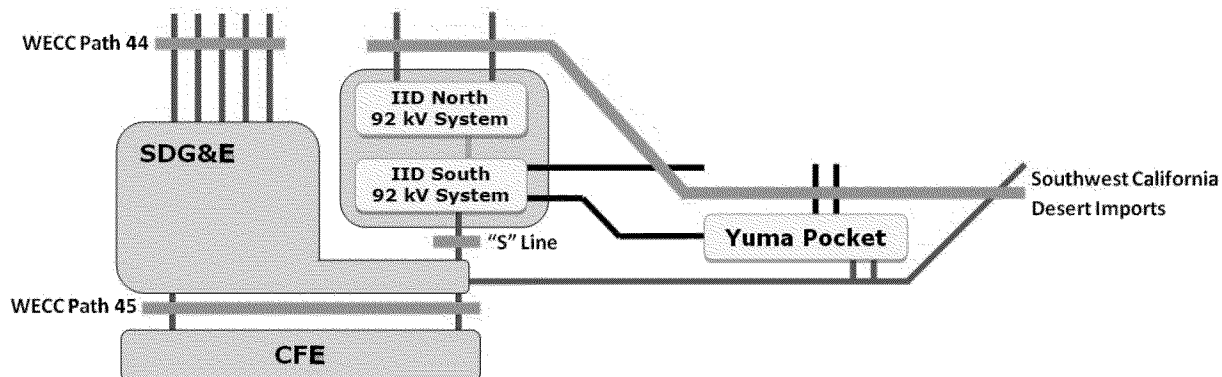 WECC Path 44
IID North
92 kV System
SDG&E
IID South
92 kV System
Southwest California
Desert Imports
Yuma Pocket
"S" Line
WECC Path 45
CFE